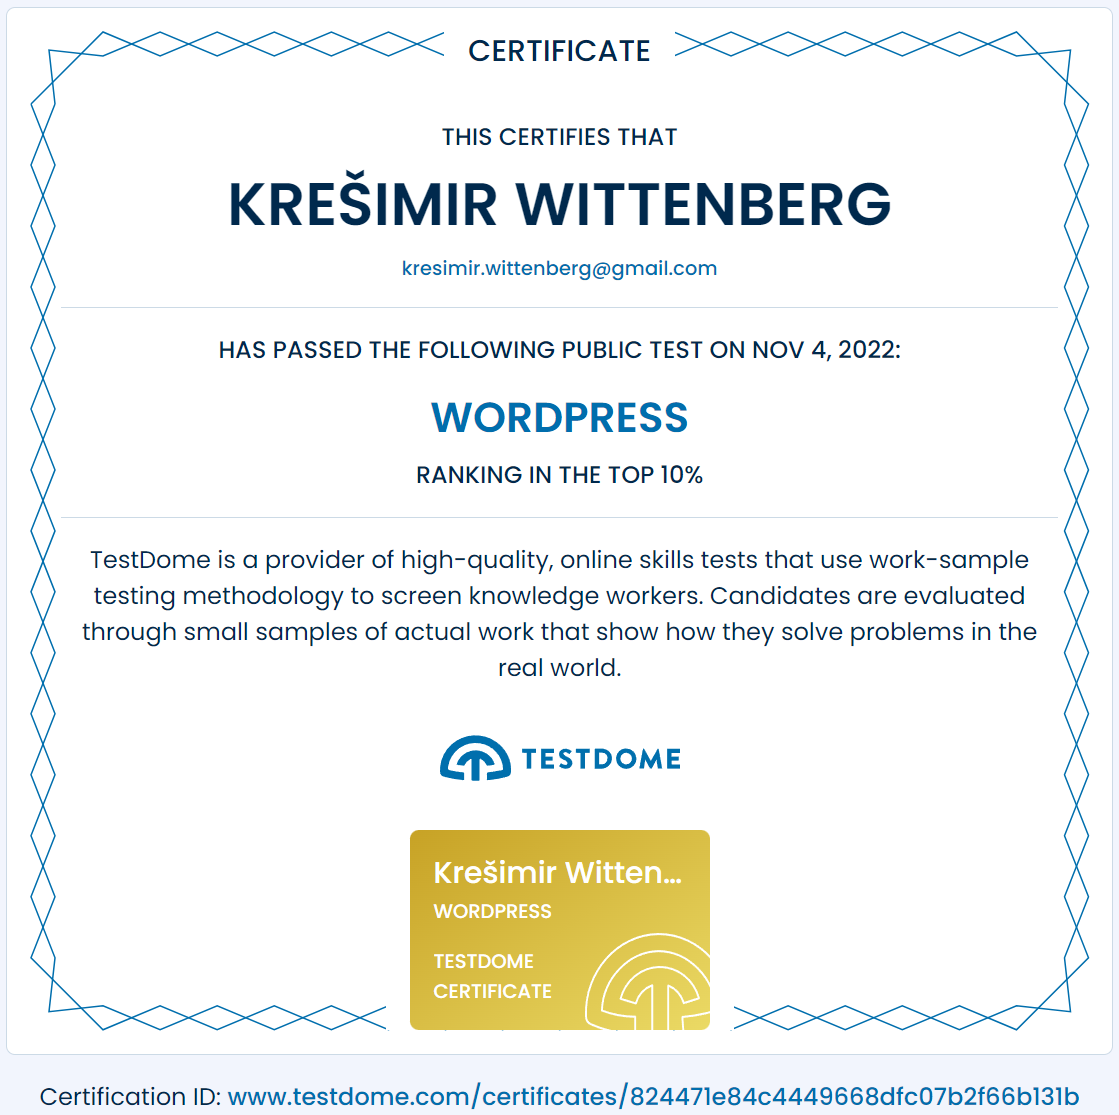 CERTIFICATE
THIS CERTIFIES THAT
KREŠIMIR WITTENBERG
kresimir.wittenberg@gmail.com
HAS PASSED THE FOLLOWING PUBLIC TEST ON NOV 4, 2022:
WORDPRESS
RANKING IN THE TOP 10%
TestDome is a provider of high-quality, online skills tests that use work-sample
testing methodology to screen knowledge workers. Candidates are evaluated
through small samples of actual work that show how they solve problems in the
real world.
TESTDOME
Krešimir Witten...
WORDPRESS
TESTDOME
CERTIFICATE
Certification ID: www.testdome.com/certificates/824471e84c4449668dfc07b2f66b131b